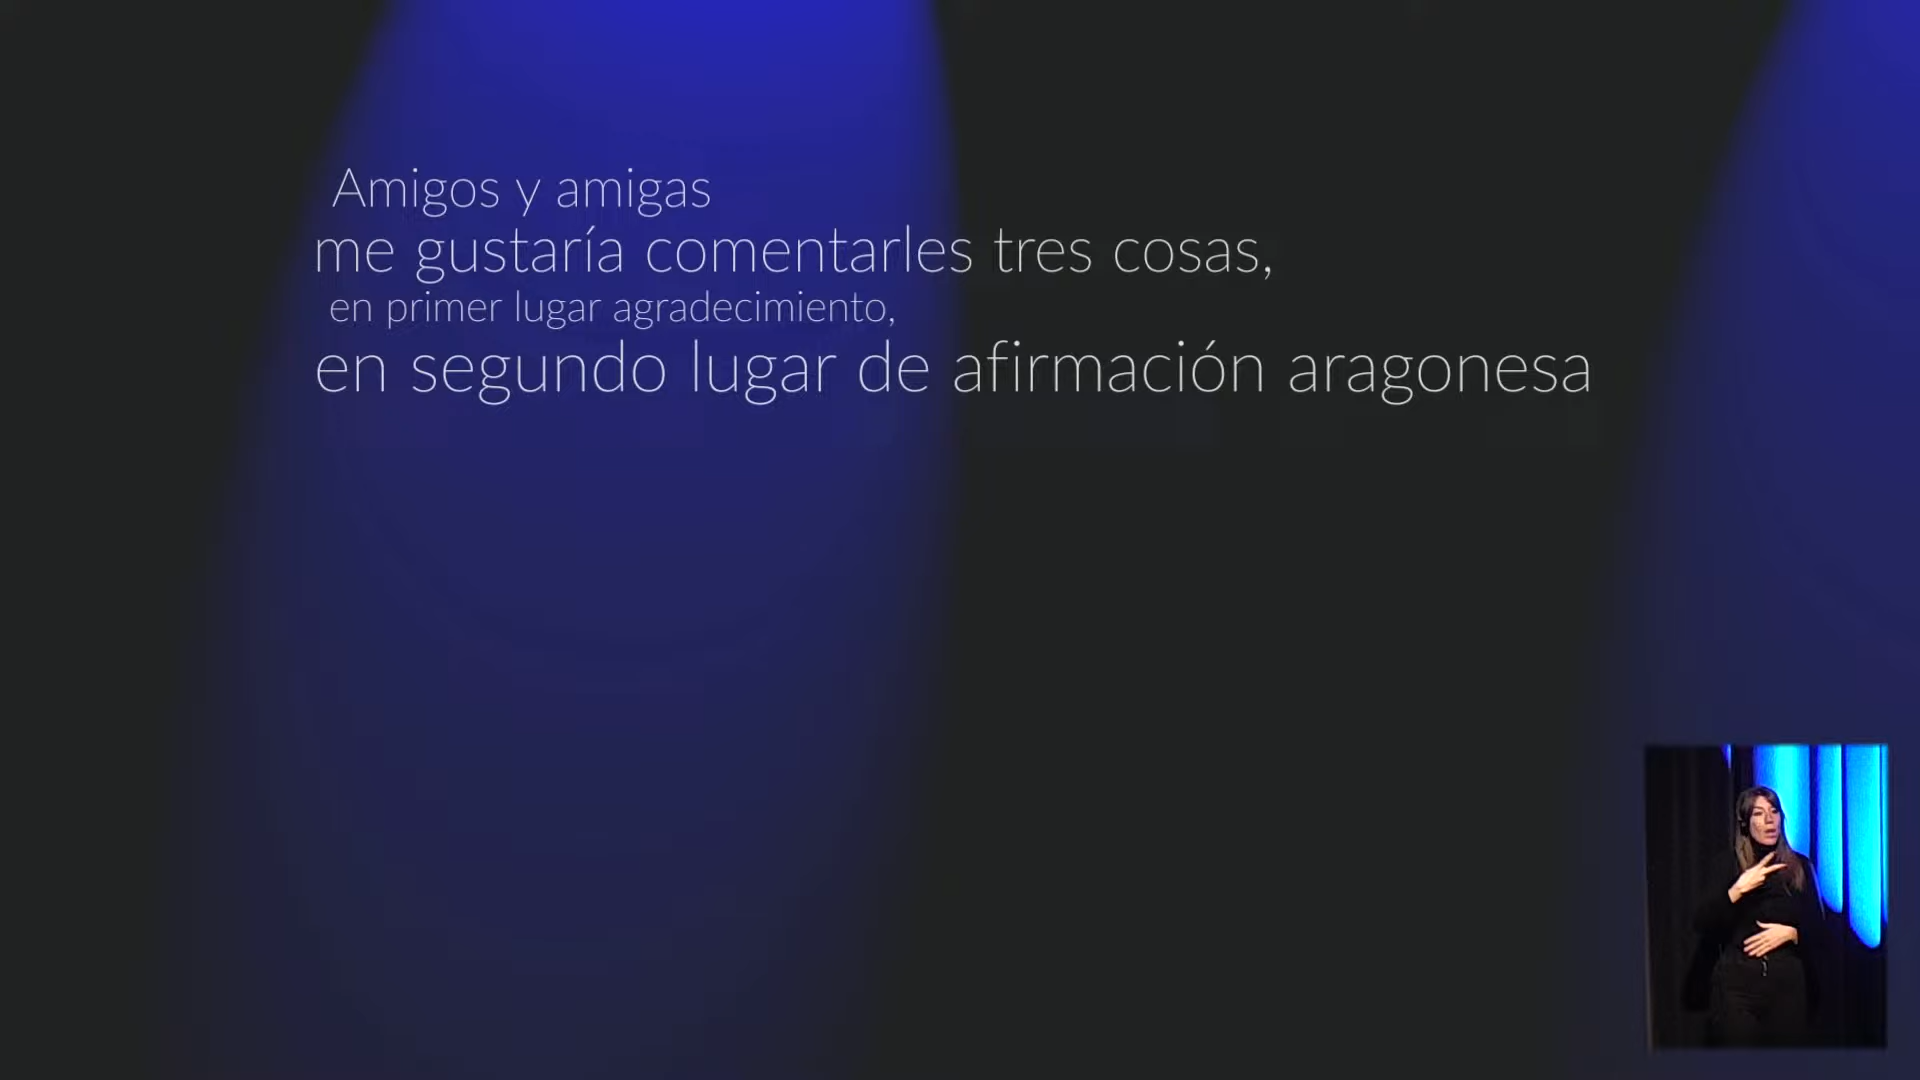 Amigos y amigas
me gustaría comentarles tres cosas,
en primer lugar agradecimiento,
en segundo lugar de afirmación aragonesa